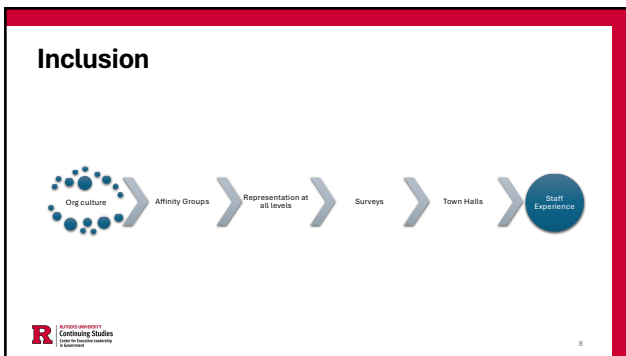 Inclusion
Org culture
Affinity Groups
Representation at
all levels
Surveys
Town Halls
Staff
Experience
R
RUTGERS UNIVERSITY
Continuing Studies
Center for Executive Leadership
in Government
8